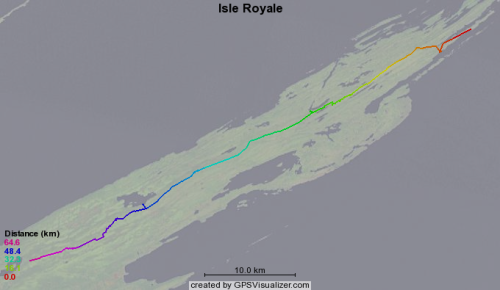 Isle Royale
Distance (km)
64.6
48.4
0.0
10.0 km
created by GPSVisualizer.com